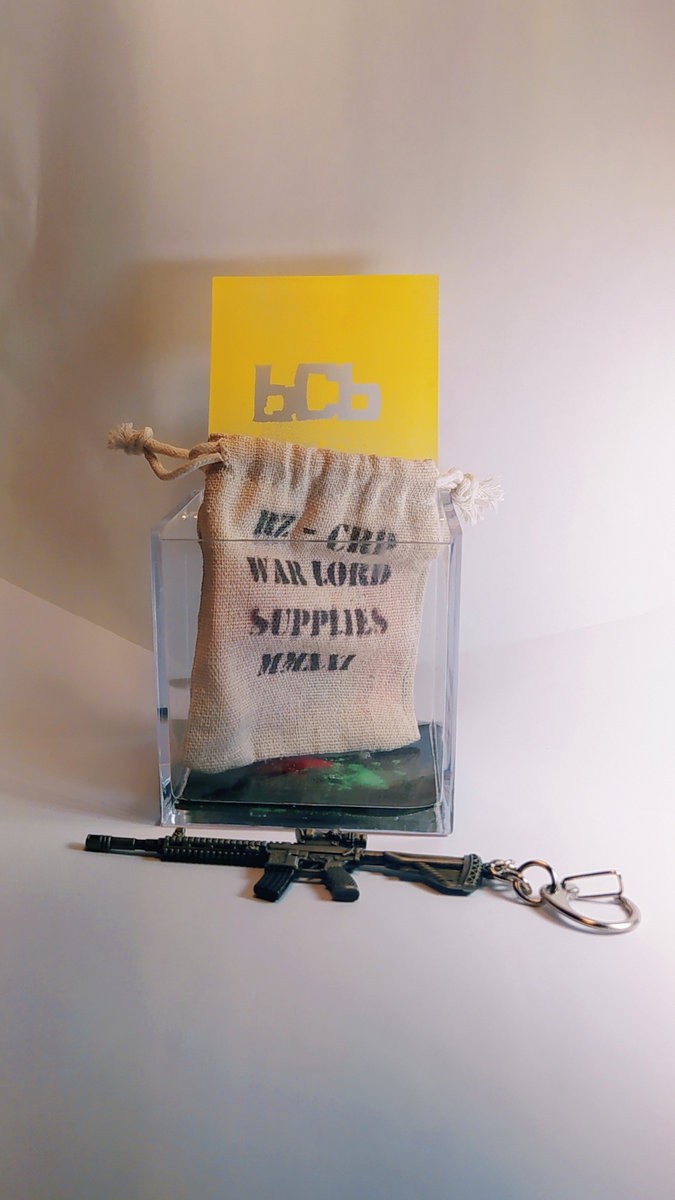 bCb
RZ - CRP
WAR LORD
SUPPLIES
MMXXI